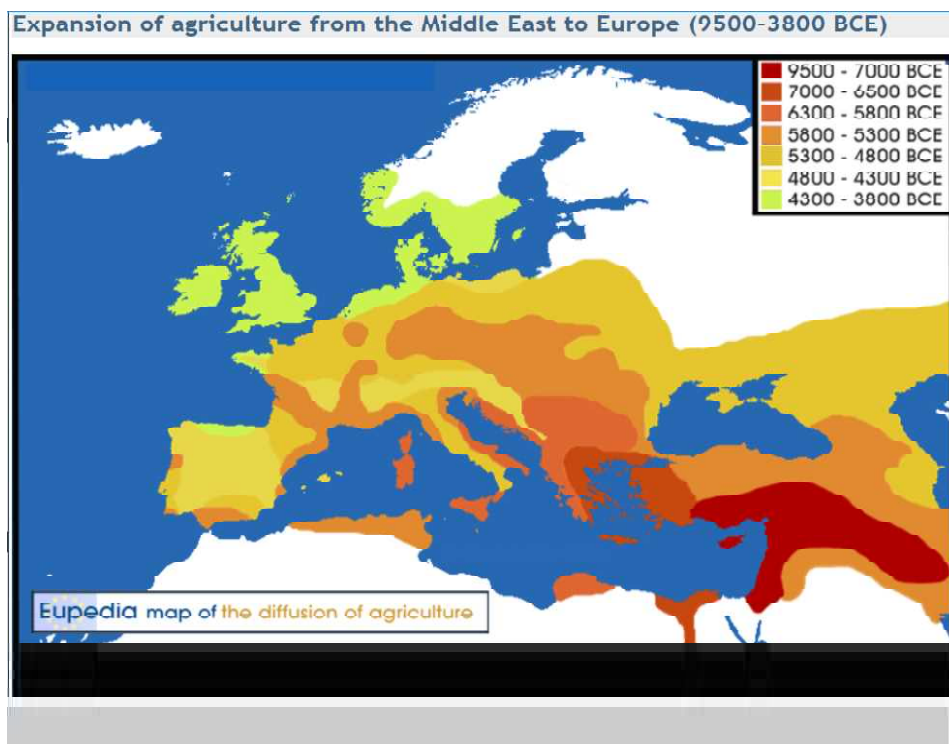 Expansion of agriculture from the Middle East to Europe (9500-3800 BCE)
9500 - 7000 BCE
7000 - 6500 BCE
6300 - 5800 BCE
5800 - 5300 BCE
5300 - 4800 BCE
4800 - 4300 BCE
4300 - 3800 BCE
Eupedia map of the diffusion of agriculture